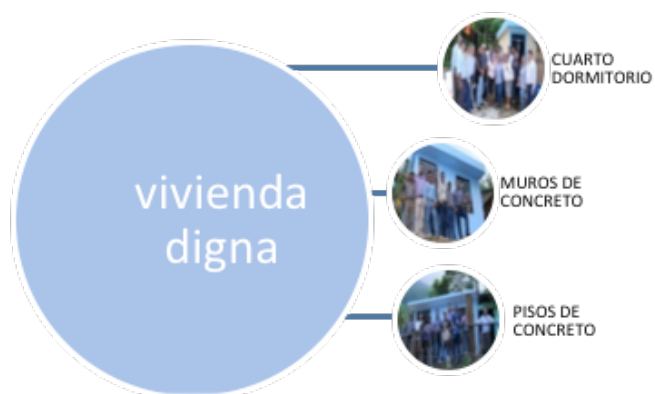 vivienda
digna
CUARTO
DORMITORIO
MUROS DE
CONCRETO
PISOS DE
CONCRETO